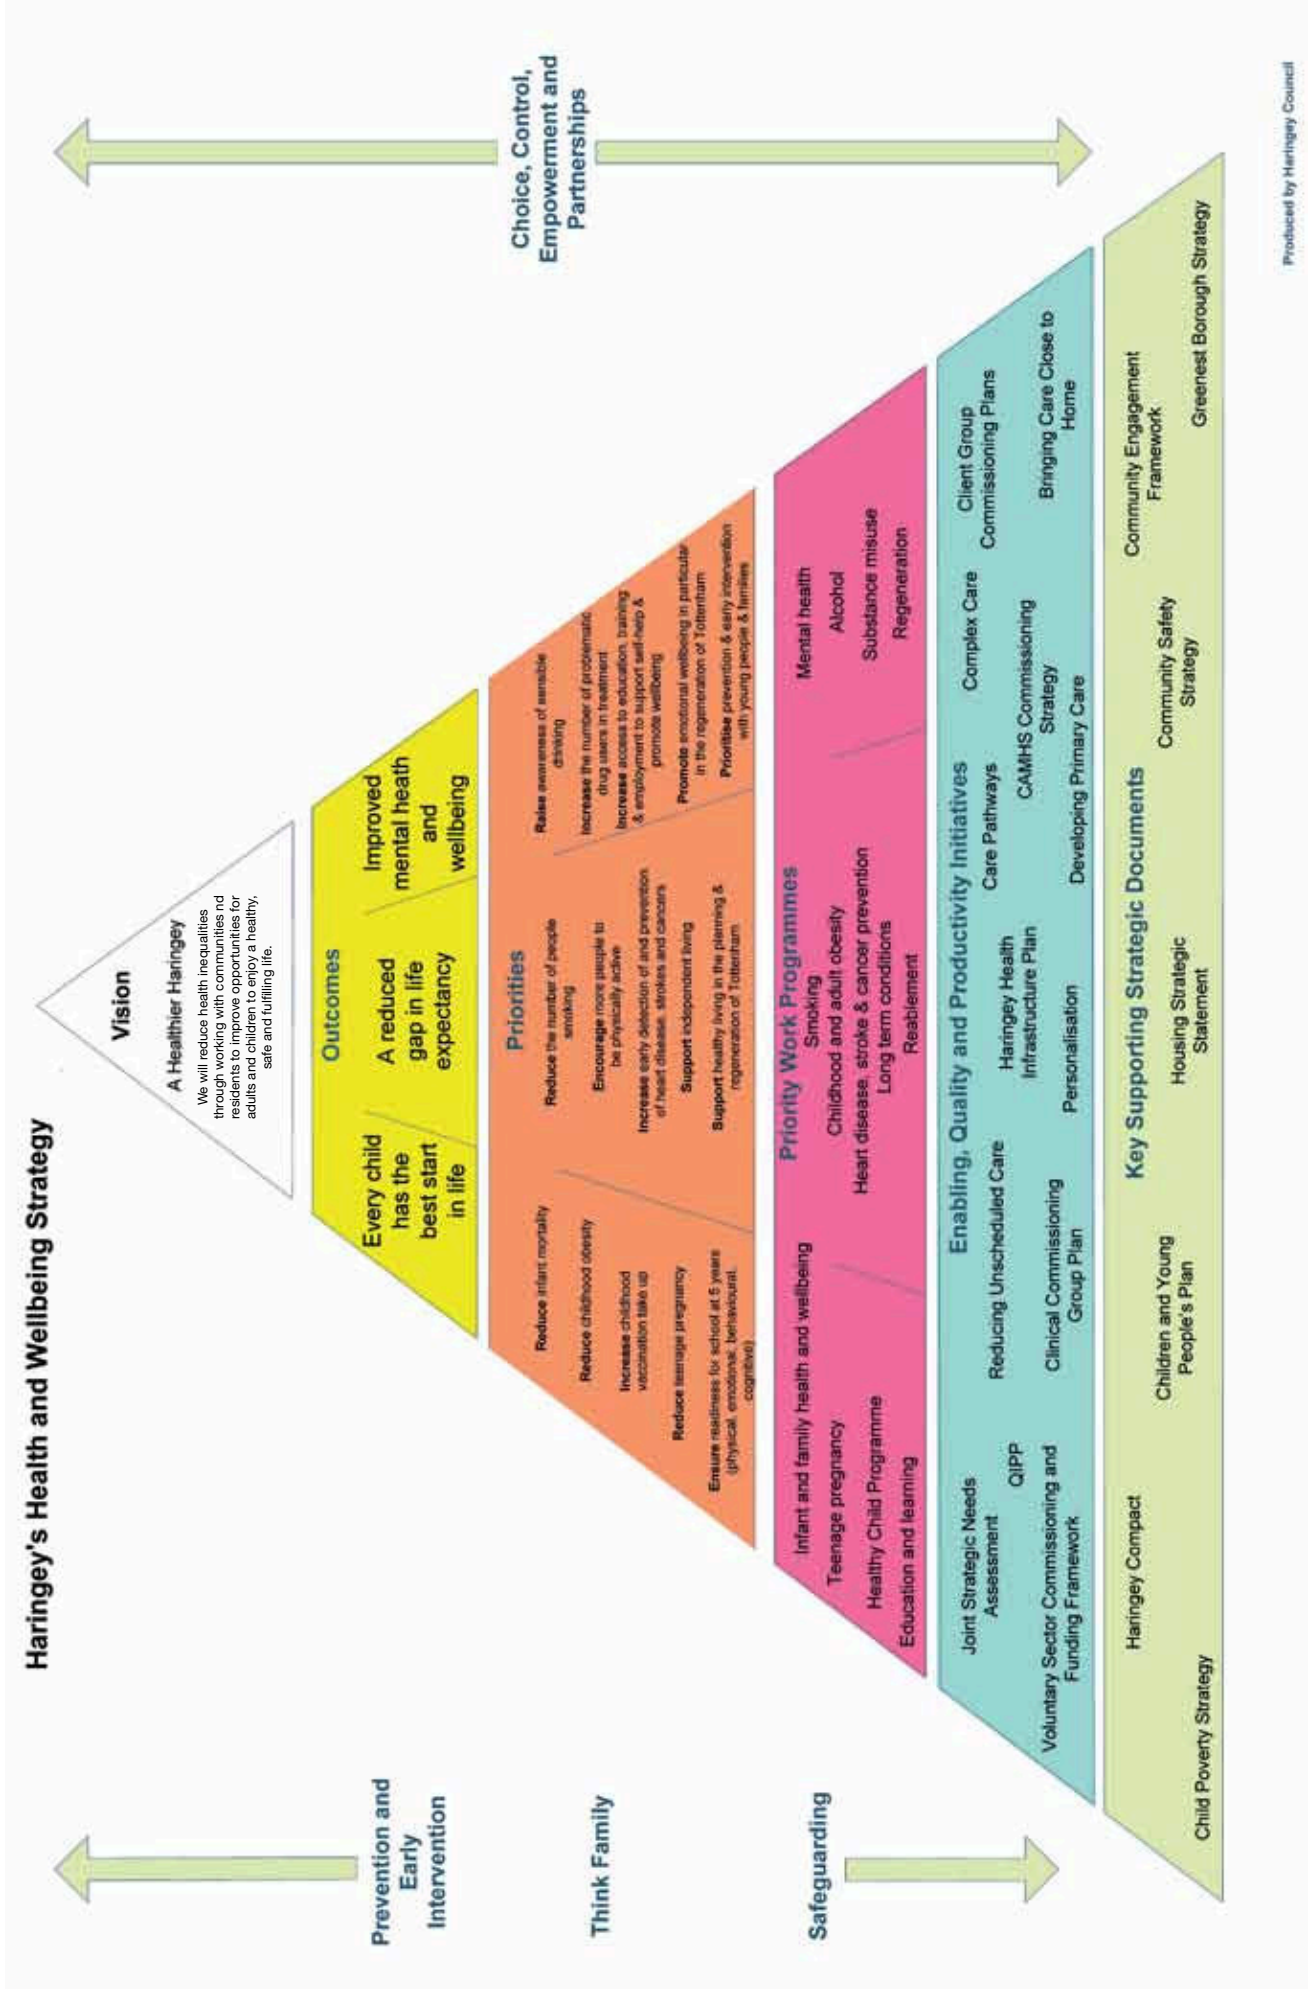 Haringey's Health and Wellbeing Strategy
Vision
A Healthier Haringey
We will reduce health inequalities
through working with communities nd
residents to improve opportunities for
adults and children to enjoy a healthy,
safe and fulfilling life.
Prevention and
Early
Intervention
Think Family
Safeguarding
Choice, Control,
Empowerment and
Partnerships
Outcomes
Every child
has the
best start
in life
A reduced
gap in life
expectancy
Improved
mental heath
and
wellbeing
Priorities
Reduce infant mortality
Reduce childhood obesity
Increase childhood
vaccination take up
Reduce teenage pregnancy
Ensure readiness for school at 5 years
(physical, emotional, behavioural,
cognitive)
Reduce the number of people
smoking
Encourage more people to
be physically active
Increase early detection of and prevention
of heart disease, strokes and cancers
Support independent living
Support healthy living in the planning &
regeneration of Tottenham
Raise awareness of sensible
drinking
Increase the number of problematic
drug users in treatment
Increase access to education, training
& employment to support self-help &
promote wellbeing
Promote emotional wellbeing in particular
in the regeneration of Tottenham
Prioritise prevention & early intervention
with young people & families
Priority Work Programmes
Infant and family health and wellbeing
Teenage pregnancy
Healthy Child Programme
Education and learning
Smoking
Childhood and adult obesity
Heart disease, stroke & cancer prevention
Long term conditions
Reablement
Mental health
Alcohol
Substance misuse
Regeneration
Enabling, Quality and Productivity Initiatives
Joint Strategic Needs
Assessment
QIPP
Voluntary Sector Commissioning and
Funding Framework
Reducing Unscheduled Care
Clinical Commissioning
Group Plan
Haringey Health
Infrastructure Plan
Personalisation
Care Pathways
CAMHS Commissioning
Strategy
Developing Primary Care
Complex Care
Client Group
Commissioning Plans
Bringing Care Close to
Home
Key Supporting Strategic Documents
Haringey Compact
Child Poverty Strategy
Children and Young
People's Plan
Housing Strategic
Statement
Community Safety
Strategy
Community Engagement
Framework
Greenest Borough Strategy
Produced by Haringey Council